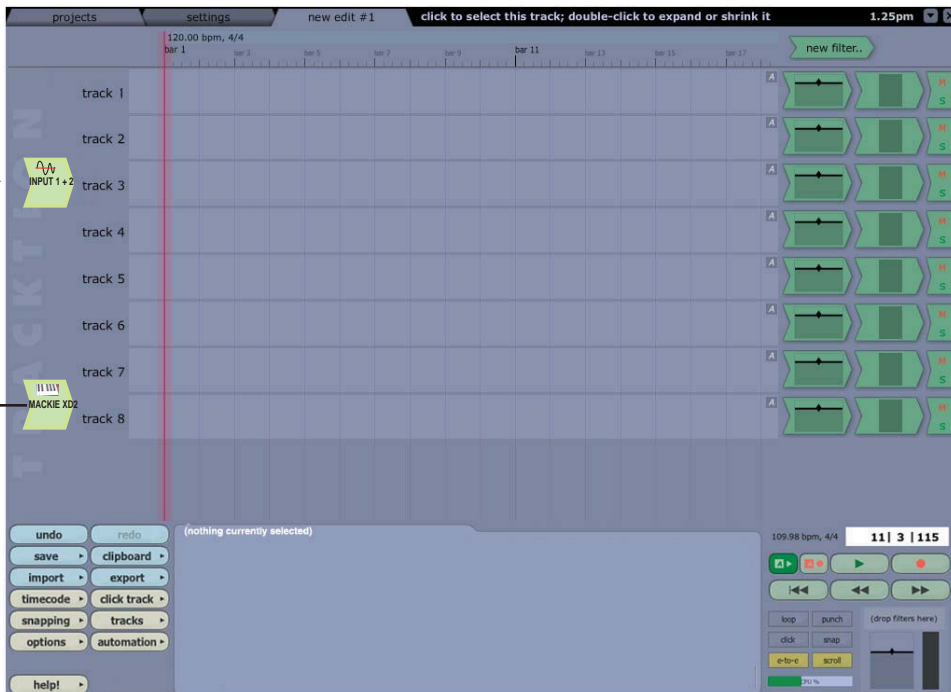 projects settings new edit #1 click to select this track; double-click to expand or shrink it 1.25pm
120.00 bpm, 4/4
bar 1 bar 3 bar 5 bar 7 bar 9 bar 11 bar 13 bar 15 bar 17
new filter..
TRACKTION
track 1 A M S
track 2 A M S
INPUT 1 + 2
track 3 A M S
track 4 A M S
track 5 A M S
track 6 A M S
track 7 A M S
MACKIE XD2
track 8 A M S
undo redo
save clipboard
import export
timecode click track
snapping tracks
options automation
help!
(nothing currently selected)
109.98 bpm, 4/4 11| 3 |115
A A
loop punch (drop filters here)
click snap
e-to-e scroll
CPU %